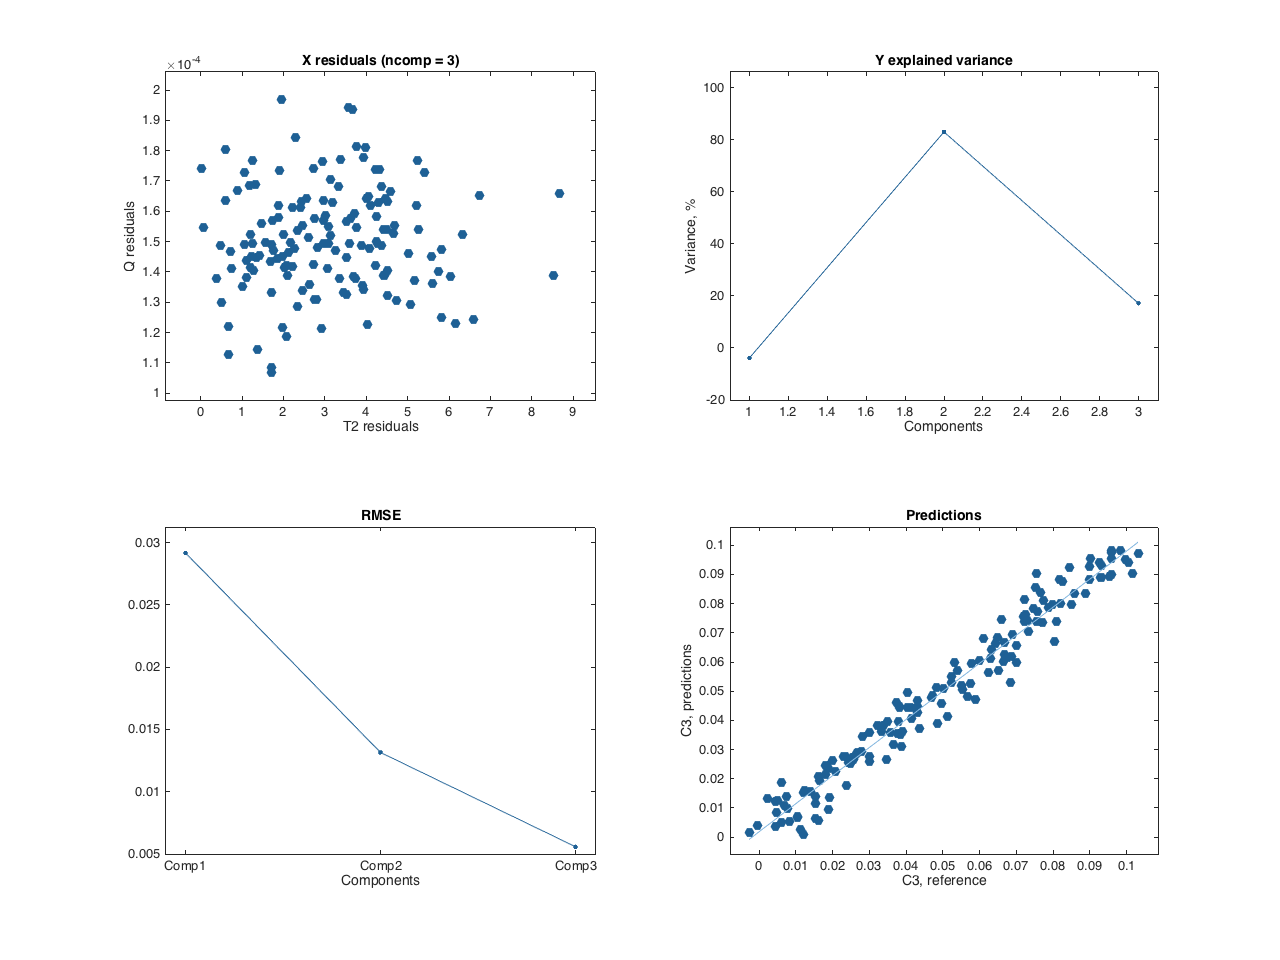 X residuals (ncomp = 3)
×10^-4
2
1.9
1.8
1.7
1.6
1.5
1.4
1.3
1.2
1.1
1
Q residuals
0 1 2 3 4 5 6 7 8 9
T2 residuals
Y explained variance
100
80
60
40
20
0
-20
Variance, %
1 1.2 1.4 1.6 1.8 2 2.2 2.4 2.6 2.8 3
Components
RMSE
0.03
0.025
0.02
0.015
0.01
0.005
Comp1 Comp2 Comp3
Components
Predictions
0.1
0.09
0.08
0.07
0.06
0.05
0.04
0.03
0.02
0.01
0
C3, predictions
0 0.01 0.02 0.03 0.04 0.05 0.06 0.07 0.08 0.09 0.1
C3, reference